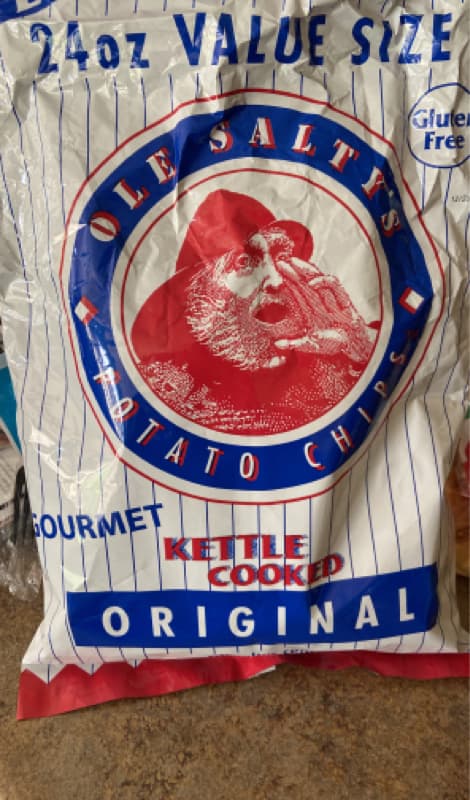 24oz VALUE SIZE
Gluten
Free
OLE SALTY'S
POTATO CHIPS
GOURMET
KETTLE
COOKED
ORIGINAL